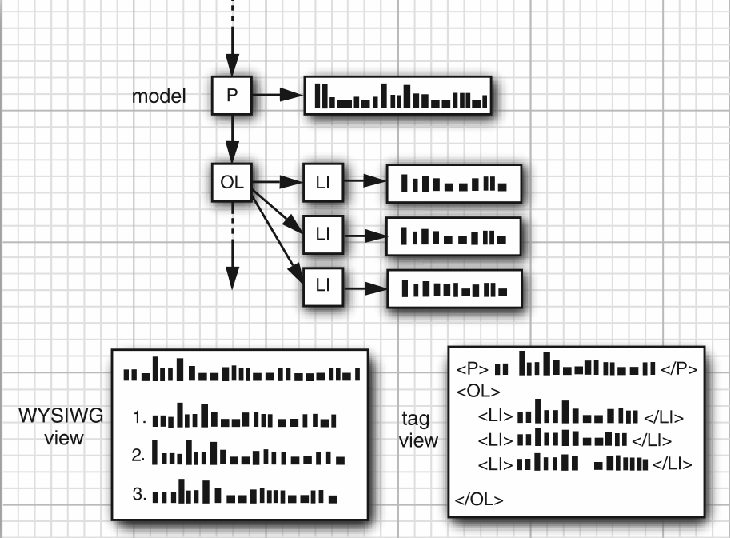 model
P
OL
LI
LI
LI
WYSIWG
view
1.
2.
3.
tag
view
<P> </P>
<OL>
<LI> </LI>
<LI> </LI>
<LI> </LI>
</OL>